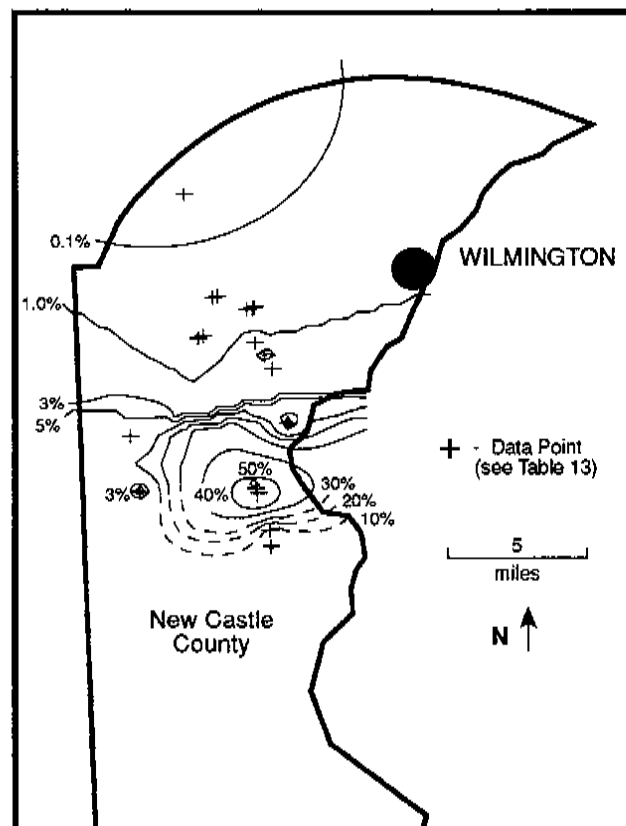 0.1%
WILMINGTON
1.0%
3%
5%
+ - Data Point
(see Table 13)
50%
3%
40%
30%
20%
10%
5
miles
New Castle
County
N